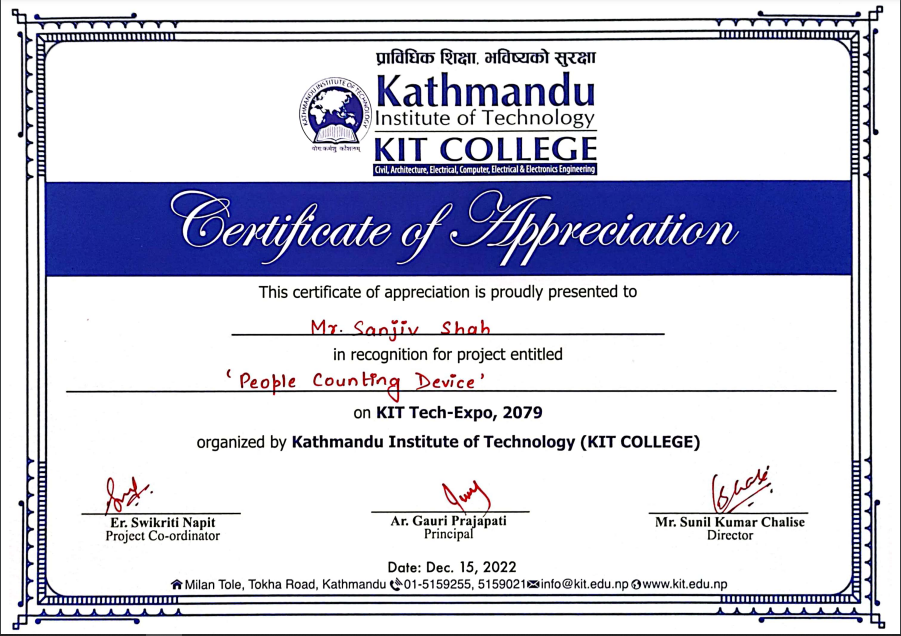 प्राविधिक शिक्षा, भविष्यको सुरक्षा
KATHMANDU INSTITUTE OF TECHNOLOGY
योग कर्मशु कौशलम्
Kathmandu
Institute of Technology
KIT COLLEGE
Civil, Architecture, Electrical, Computer, Electrical & Electronics Engineering
Certificate of Appreciation
This certificate of appreciation is proudly presented to
Mr. Sanjiv Shah
in recognition for project entitled
'People Counting Device'
on KIT Tech-Expo, 2079
organized by Kathmandu Institute of Technology (KIT COLLEGE)
Er. Swikriti Napit
Project Co-ordinator
Ar. Gauri Prajapati
Principal
Mr. Sunil Kumar Chalise
Director
Date: Dec. 15, 2022
Milan Tole, Tokha Road, Kathmandu 01-5159255, 5159021 info@kit.edu.np www.kit.edu.np